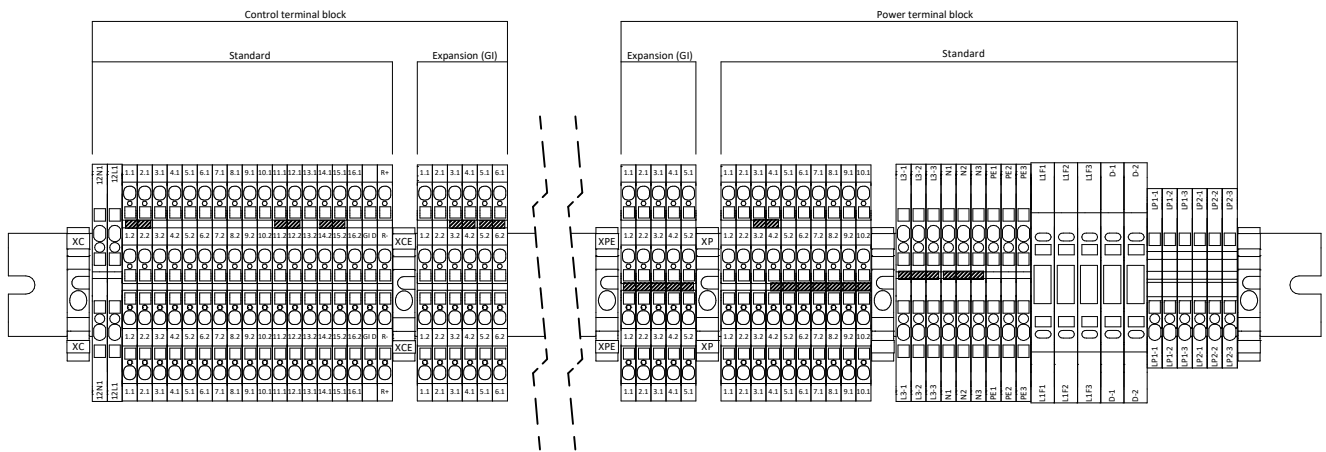 Control terminal block
Power terminal block
Standard
Expansion (GI)
Expansion (GI)
Standard
12N1 12L1 1.1 2.1 3.1 4.1 5.1 6.1 7.1 8.1 9.1 10.1 11.1 12.1 13.1 14.1 15.1 16.1 R+
1.1 2.1 3.1 4.1 5.1 6.1
1.1 2.1 3.1 4.1 5.1
1.1 2.1 3.1 4.1 5.1 6.1 7.1 8.1 9.1 10.1
L3-1 L3-2 L3-3 N1 N2 N3 PE1 PE2 PE3 L1F1 L1F2 L1F3 D-1 D-2
LP1-1 LP1-2 LP1-3 LP2-1 LP2-2 LP2-3
XC
1.2 2.2 3.2 4.2 5.2 6.2 7.2 8.2 9.2 10.2 11.2 12.2 13.2 14.2 15.2 16.2 GI D R-
XCE
1.2 2.2 3.2 4.2 5.2 6.2
XPE
1.2 2.2 3.2 4.2 5.2
XP
1.2 2.2 3.2 4.2 5.2 6.2 7.2 8.2 9.2 10.2
XC
1.2 2.2 3.2 4.2 5.2 6.2 7.2 8.2 9.2 10.2 11.2 12.2 13.2 14.2 15.2 16.2 GI D R-
XCE
1.2 2.2 3.2 4.2 5.2 6.2
XPE
1.2 2.2 3.2 4.2 5.2
XP
1.2 2.2 3.2 4.2 5.2 6.2 7.2 8.2 9.2 10.2
LP1-1 LP1-2 LP1-3 LP2-1 LP2-2 LP2-3
12N1 12L1 1.1 2.1 3.1 4.1 5.1 6.1 7.1 8.1 9.1 10.1 11.1 12.1 13.1 14.1 15.1 16.1 R+
1.1 2.1 3.1 4.1 5.1 6.1
1.1 2.1 3.1 4.1 5.1
1.1 2.1 3.1 4.1 5.1 6.1 7.1 8.1 9.1 10.1
L3-1 L3-2 L3-3 N1 N2 N3 PE1 PE2 PE3 L1F1 L1F2 L1F3 D-1 D-2